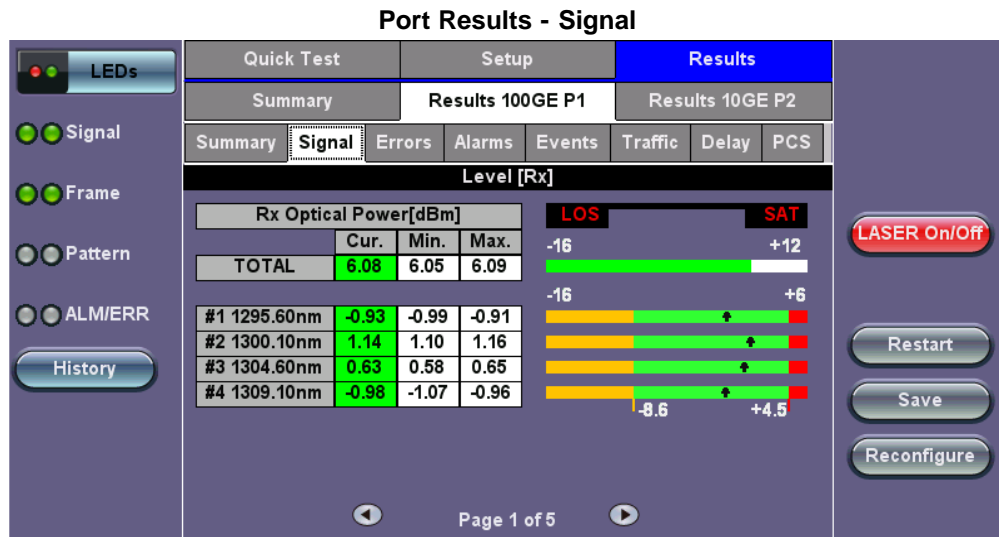 Port Results - Signal
LEDs
Signal
Frame
Pattern
ALM/ERR
History
Quick Test Setup Results
Summary Results 100GE P1 Results 10GE P2
Summary Signal Errors Alarms Events Traffic Delay PCS
Level [Rx]
Rx Optical Power[dBm]
Cur. Min. Max.
TOTAL 6.08 6.05 6.09
#1 1295.60nm -0.93 -0.99 -0.91
#2 1300.10nm 1.14 1.10 1.16
#3 1304.60nm 0.63 0.58 0.65
#4 1309.10nm -0.98 -1.07 -0.96
LOS SAT
-16 +12
-16 +6
-8.6 +4.5
Page 1 of 5
LASER On/Off
Restart
Save
Reconfigure